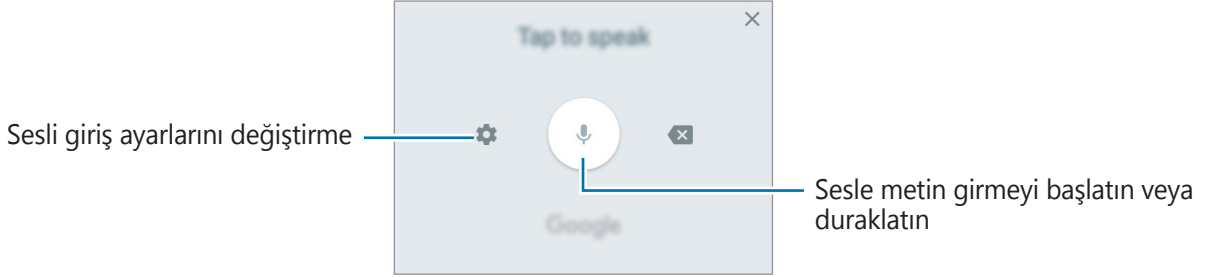 Tap to speak
Sesli giriş ayarlarını değiştirme
Sesle metin girmeyi başlatın veya
duraklatın
Google